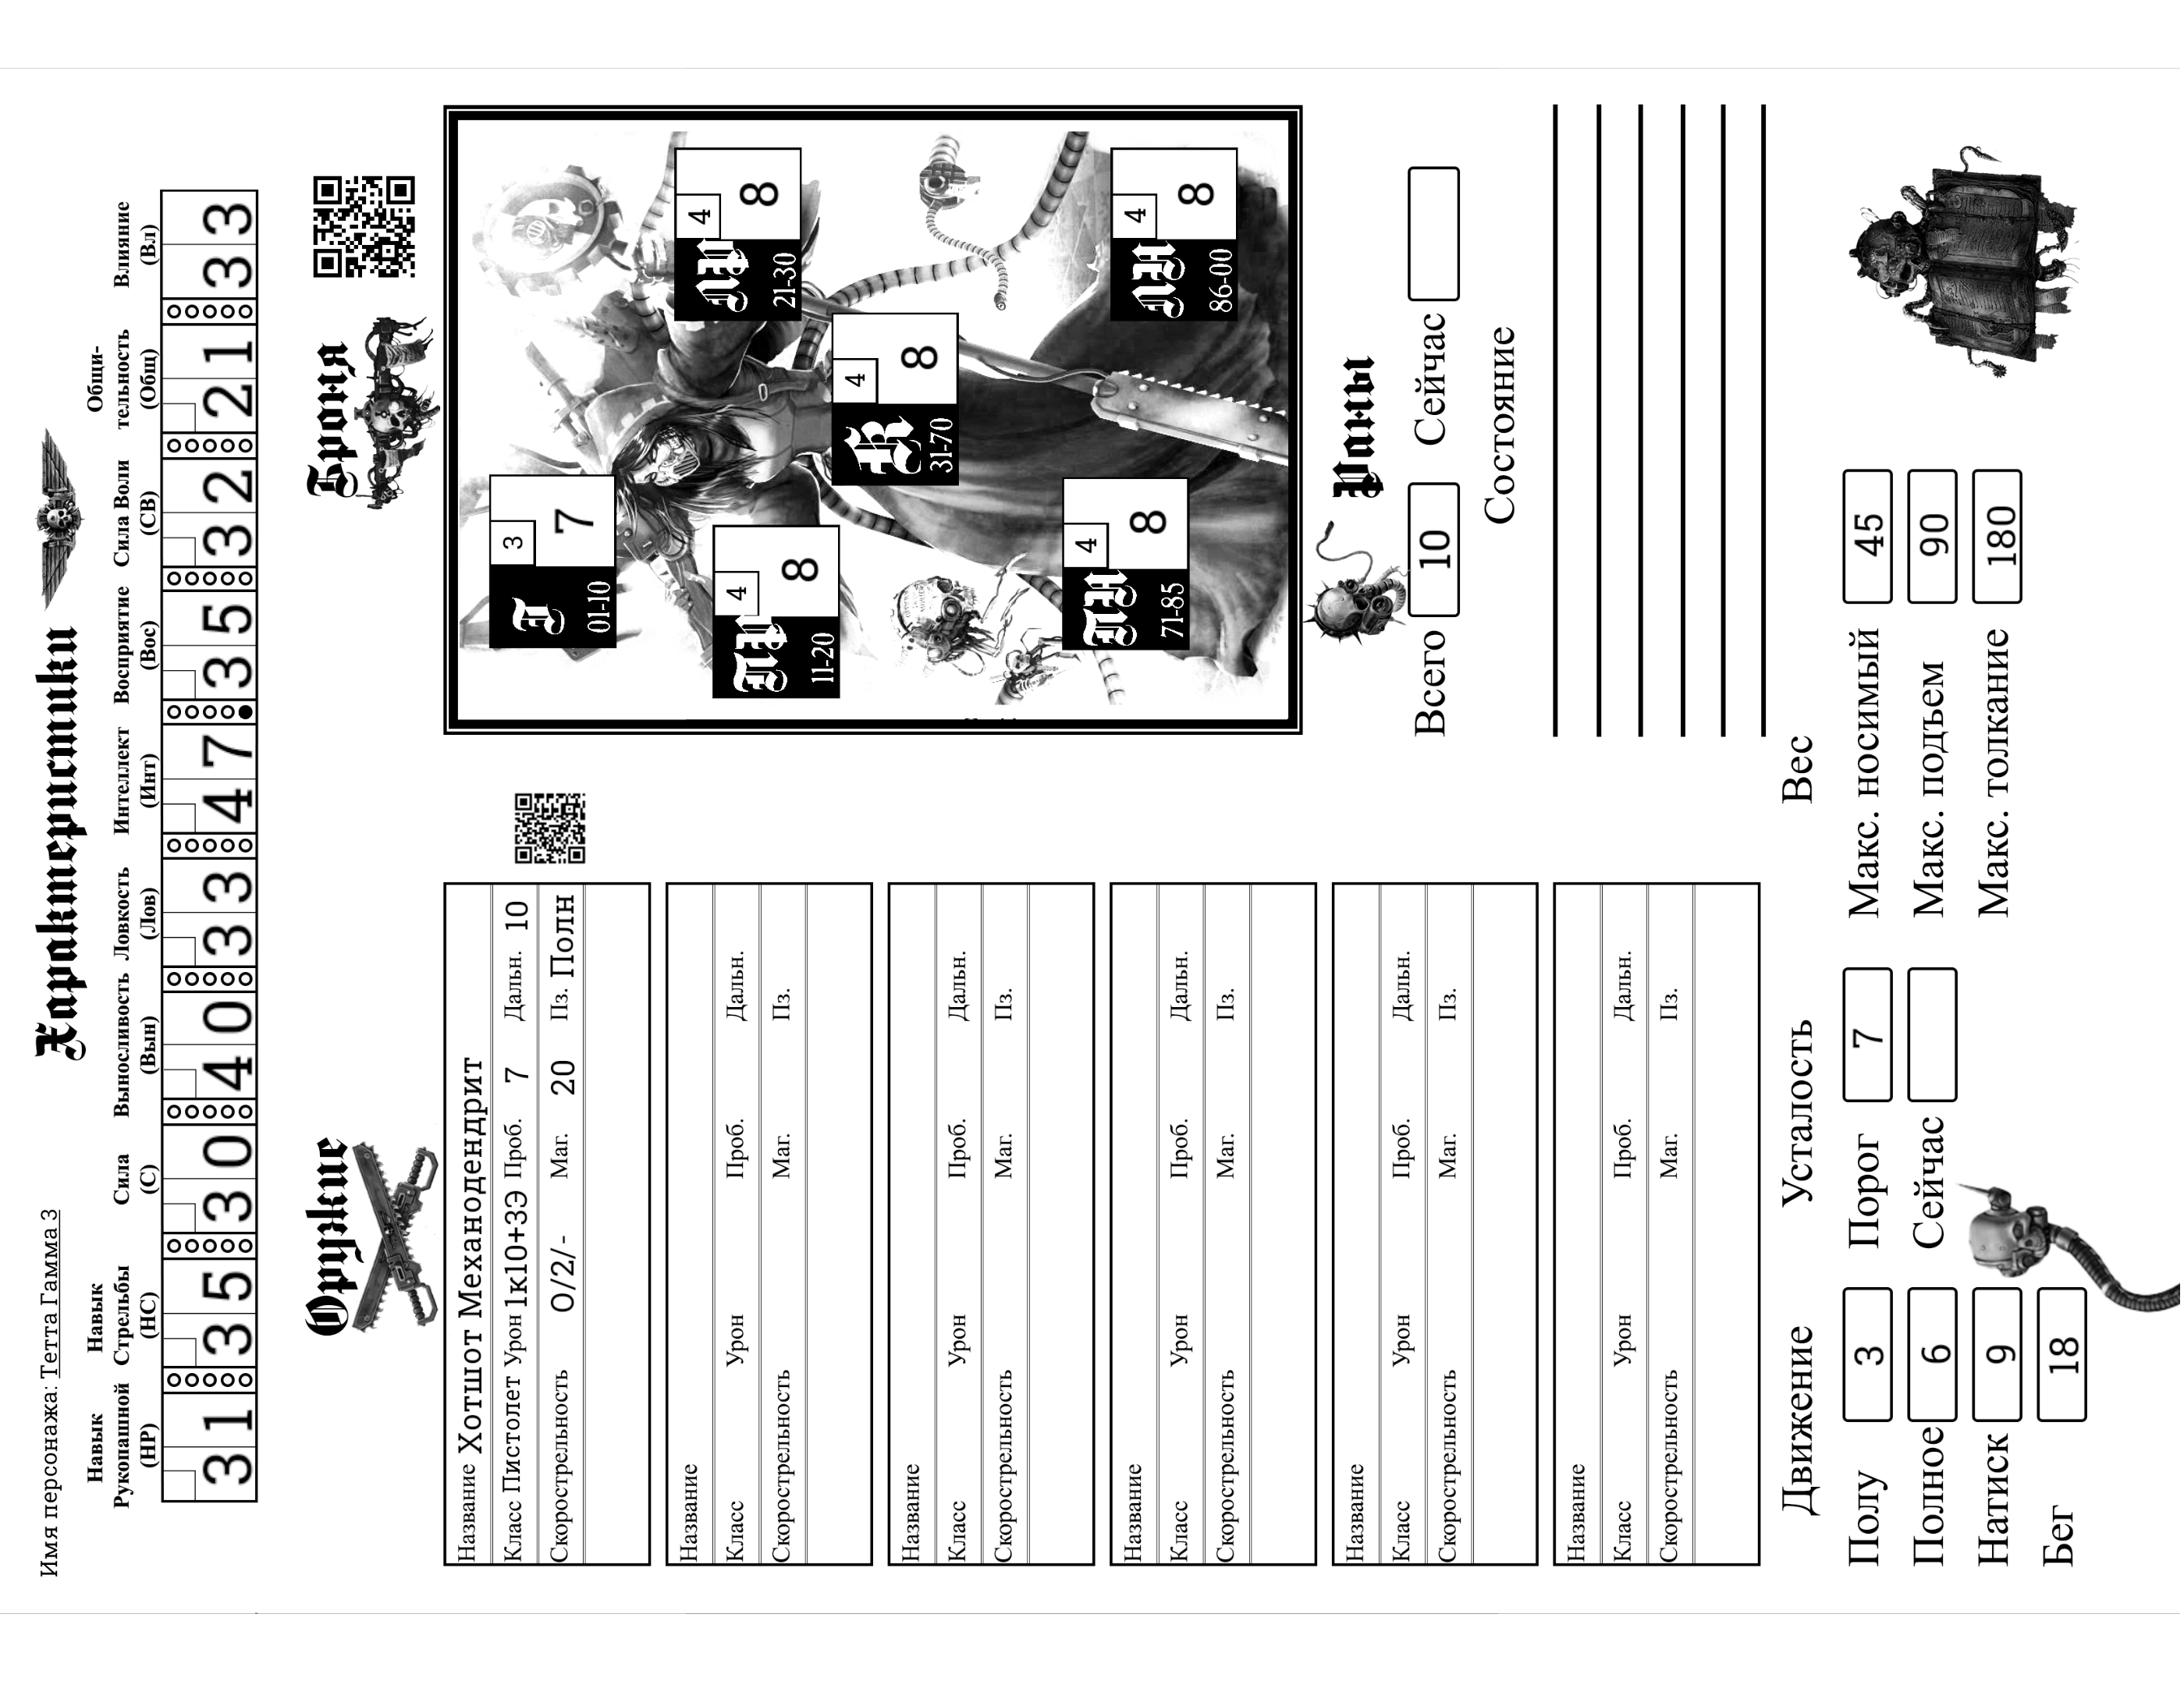 Имя персонажа: Тетта Гамма 3
Характеристики
Навык Рукопашной (НР)
Навык Стрельбы (НС)
Сила (С)
Выносливость (Вын)
Ловкость (Лов)
Интеллект (Инт)
Восприятие (Вос)
Сила Воли (СВ)
Общи-
тельность (Общ)
Влияние (Вл)
31 35 30 40 33 47 35 32 21 33
Оружие
Название Хотшот Механодендрит
Класс Пистолет Урон 1к10+3Э Проб. 7 Дальн. 10
Скорострельность О/2/- Маг. 20 Пз. Полн
Название
Класс Урон Проб. Дальн.
Скорострельность Маг. Пз.
Название
Класс Урон Проб. Дальн.
Скорострельность Маг. Пз.
Название
Класс Урон Проб. Дальн.
Скорострельность Маг. Пз.
Название
Класс Урон Проб. Дальн.
Скорострельность Маг. Пз.
Название
Класс Урон Проб. Дальн.
Скорострельность Маг. Пз.
Броня
Г 01-10 3 7
ПР 11-20 4 8
ЛР 21-30 4 8
К 31-70 4 8
ПН 71-85 4 8
ЛН 86-00 4 8
Раны
Всего 10 Сейчас
Состояние
Движение
Полу 3
Полное 6
Натиск 9
Бег 18
Усталость
Порог 7
Сейчас
Вес
Макс. носимый 45
Макс. подъем 90
Макс. толкание 180